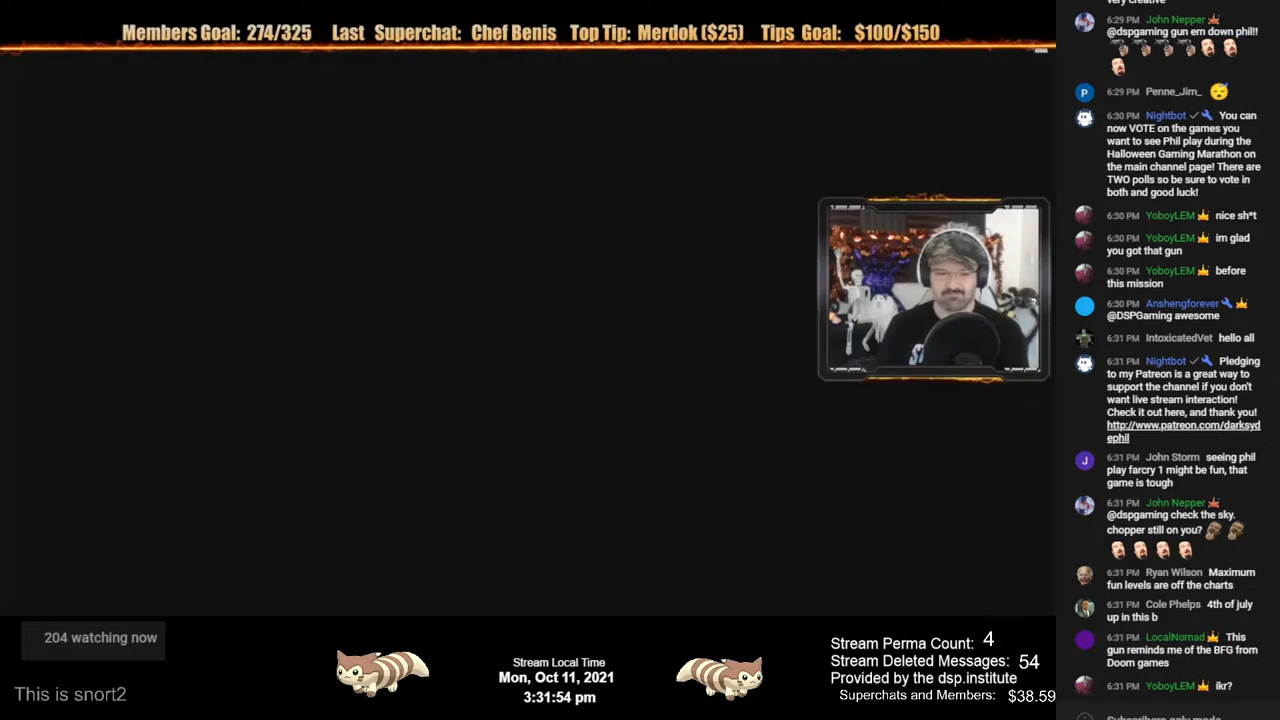 Members Goal: 274/325 Last Superchat: Chef Benis Top Tip: Merdok ($25) Tips Goal: $100/$150
very creative
6:29 PM John Nepper
@dspgaming gun em down phil!!
P 6:29 PM Penne_Jim_
6:30 PM Nightbot You can
now VOTE on the games you
want to see Phil play during the
Halloween Gaming Marathon on
the main channel page! There are
TWO polls so be sure to vote in
both and good luck!
6:30 PM YoboyLEM nice sh*t
6:30 PM YoboyLEM im glad
you got that gun
6:30 PM YoboyLEM before
this mission
6:30 PM Anshengforever
@DSPGaming awesome
6:31 PM IntoxicatedVet hello all
6:31 PM Nightbot Pledging
to my Patreon is a great way to
support the channel if you don't
want live stream interaction!
Check it out here, and thank you!
http://www.patreon.com/darksyd
ephil
J 6:31 PM John Storm seeing phil
play farcry 1 might be fun, that
game is tough
6:31 PM John Nepper
@dspgaming check the sky.
chopper still on you?
6:31 PM Ryan Wilson Maximum
fun levels are off the charts
6:31 PM Cole Phelps 4th of july
up in this b
6:31 PM LocalNomad This
gun reminds me of the BFG from
Doom games
6:31 PM YoboyLEM ikr?
Subscribers-only mode
204 watching now
This is snort2
Stream Local Time
Mon, Oct 11, 2021
3:31:54 pm
Stream Perma Count: 4
Stream Deleted Messages: 54
Provided by the dsp.institute
Superchats and Members: $38.59